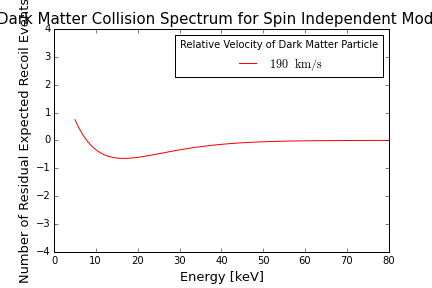 Dark Matter Collision Spectrum for Spin Independent Mod
Number of Residual Expected Recoil Events
Relative Velocity of Dark Matter Particle
190 km/s
4
3
2
1
0
−1
−2
−3
−4
0 10 20 30 40 50 60 70 80
Energy [keV]